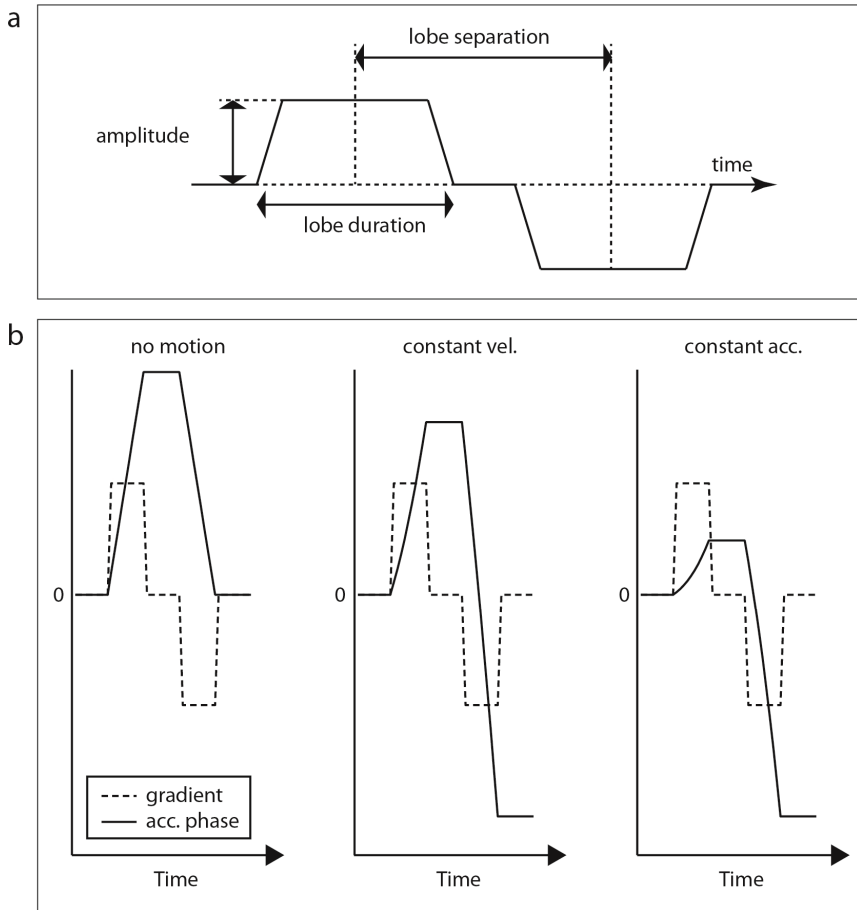 a
lobe separation
amplitude
time
lobe duration
b
no motion
constant vel.
constant acc.
0
0
0
gradient
acc. phase
Time
Time
Time